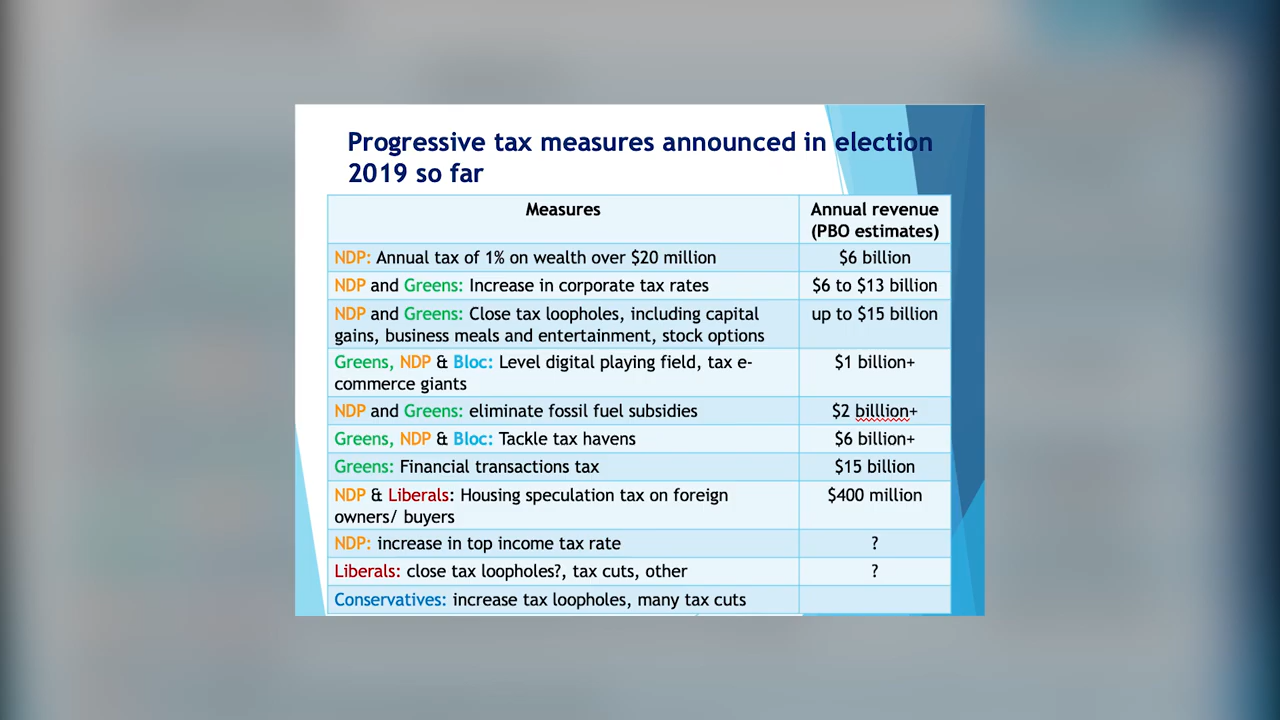 Progressive tax measures announced in election
2019 so far
Measures
Annual revenue
(PBO estimates)
NDP: Annual tax of 1% on wealth over $20 million
$6 billion
NDP and Greens: Increase in corporate tax rates
$6 to $13 billion
NDP and Greens: Close tax loopholes, including capital
gains, business meals and entertainment, stock options
up to $15 billion
Greens, NDP & Bloc: Level digital playing field, tax e-
commerce giants
$1 billion+
NDP and Greens: eliminate fossil fuel subsidies
$2 billlion+
Greens, NDP & Bloc: Tackle tax havens
$6 billion+
Greens: Financial transactions tax
$15 billion
NDP & Liberals: Housing speculation tax on foreign
owners/ buyers
$400 million
NDP: increase in top income tax rate
?
Liberals: close tax loopholes?, tax cuts, other
?
Conservatives: increase tax loopholes, many tax cuts